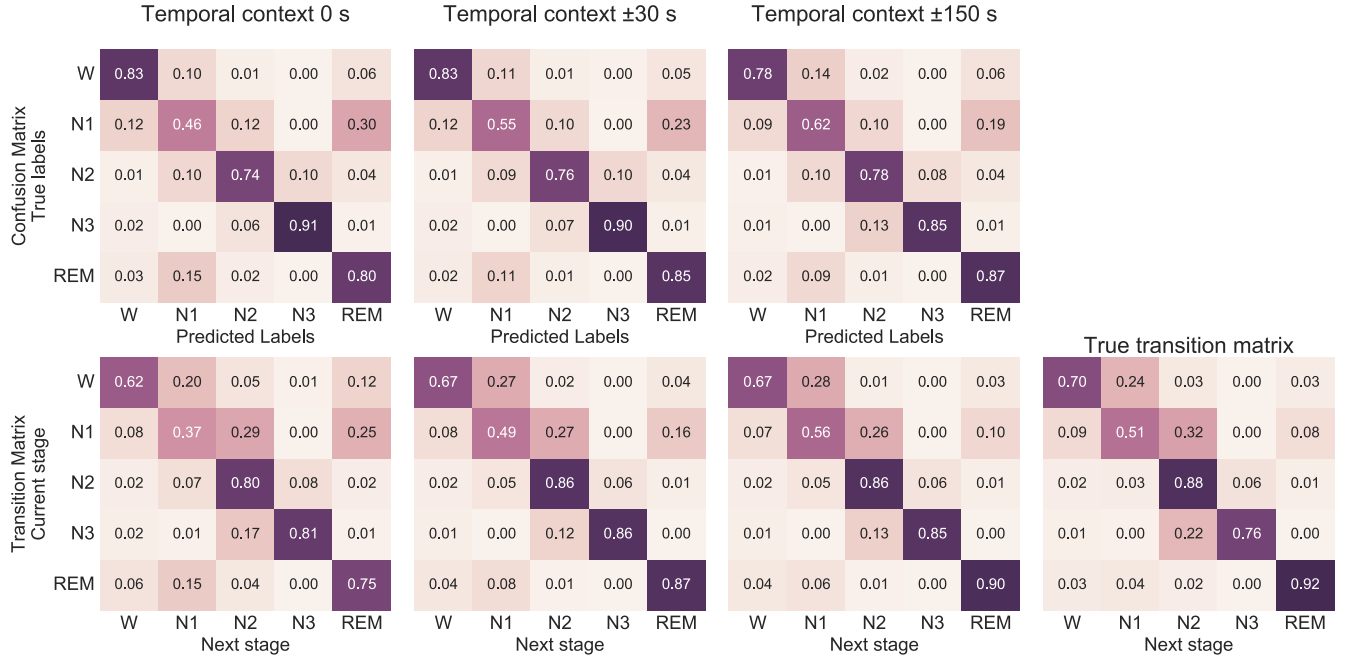 Temporal context 0 s Temporal context ±30 s Temporal context ±150 s
Confusion Matrix
True labels
W 0.83 0.10 0.01 0.00 0.06 0.83 0.11 0.01 0.00 0.05 0.78 0.14 0.02 0.00 0.06
N1 0.12 0.46 0.12 0.00 0.30 0.12 0.55 0.10 0.00 0.23 0.09 0.62 0.10 0.00 0.19
N2 0.01 0.10 0.74 0.10 0.04 0.01 0.09 0.76 0.10 0.04 0.01 0.10 0.78 0.08 0.04
N3 0.02 0.00 0.06 0.91 0.01 0.02 0.00 0.07 0.90 0.01 0.01 0.00 0.13 0.85 0.01
REM 0.03 0.15 0.02 0.00 0.80 0.02 0.11 0.01 0.00 0.85 0.02 0.09 0.01 0.00 0.87
W N1 N2 N3 REM W N1 N2 N3 REM W N1 N2 N3 REM
Predicted Labels Predicted Labels Predicted Labels
True transition matrix
Transition Matrix
Current stage
W 0.62 0.20 0.05 0.01 0.12 0.67 0.27 0.02 0.00 0.04 0.67 0.28 0.01 0.00 0.03 0.70 0.24 0.03 0.00 0.03
N1 0.08 0.37 0.29 0.00 0.25 0.08 0.49 0.27 0.00 0.16 0.07 0.56 0.26 0.00 0.10 0.09 0.51 0.32 0.00 0.08
N2 0.02 0.07 0.80 0.08 0.02 0.02 0.05 0.86 0.06 0.01 0.02 0.05 0.86 0.06 0.01 0.02 0.03 0.88 0.06 0.01
N3 0.02 0.01 0.17 0.81 0.01 0.01 0.00 0.12 0.86 0.00 0.01 0.00 0.13 0.85 0.00 0.01 0.00 0.22 0.76 0.00
REM 0.06 0.15 0.04 0.00 0.75 0.04 0.08 0.01 0.00 0.87 0.04 0.06 0.01 0.00 0.90 0.03 0.04 0.02 0.00 0.92
W N1 N2 N3 REM W N1 N2 N3 REM W N1 N2 N3 REM W N1 N2 N3 REM
Next stage Next stage Next stage Next stage